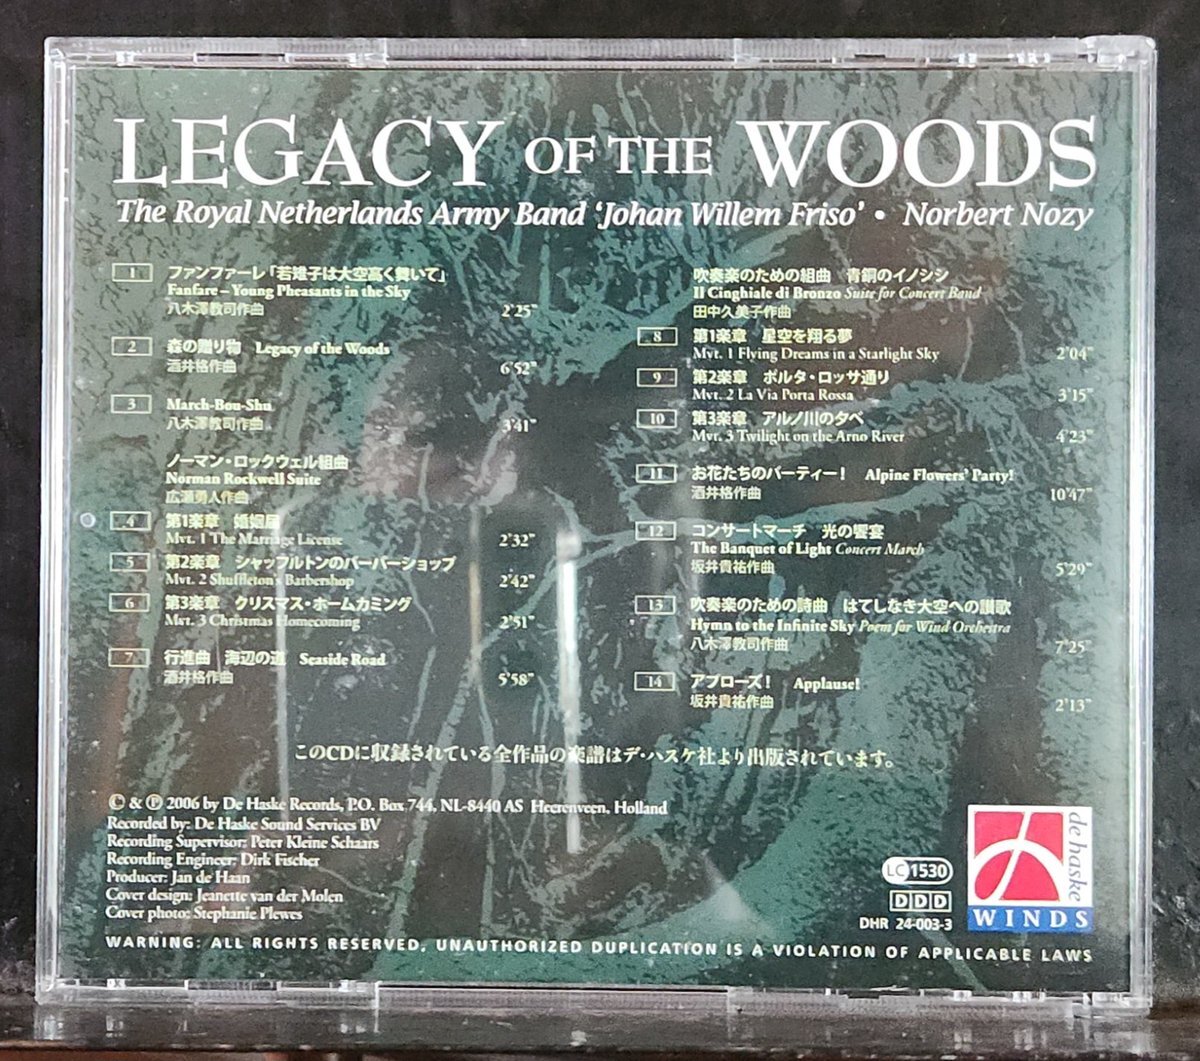 LEGACY OF THE WOODS
The Royal Netherlands Army Band 'Johan Willem Friso' • Norbert Nozy
1 ファンファーレ「若雉子は大空高く舞いて」
Fanfare – Young Pheasants in the Sky
八木澤教司作曲 2'25"
2 森の贈り物 Legacy of the Woods
酒井格作曲 6'52"
3 March-Bou-Shu
八木澤教司作曲 3'41"
ノーマン・ロックウェル組曲
Norman Rockwell Suite
広瀬勇人作曲
4 第1楽章 婚姻届
Mvt. 1 The Marriage License 2'32"
5 第2楽章 シャッフルトンのバーバーショップ
Mvt. 2 Shuffleton's Barbershop 2'42"
6 第3楽章 クリスマス・ホームカミング
Mvt. 3 Christmas Homecoming 2'51"
7 行進曲 海辺の道 Seaside Road
酒井格作曲 5'58"
吹奏楽のための組曲 青銅のイノシシ
Il Cinghiale di Bronzo Suite for Concert Band
田中久美子作曲
8 第1楽章 星空を翔る夢
Mvt. 1 Flying Dreams in a Starlight Sky 2'04"
9 第2楽章 ポルタ・ロッサ通り
Mvt. 2 La Via Porta Rossa 3'15"
10 第3楽章 アルノ川の夕べ
Mvt. 3 Twilight on the Arno River 4'23"
11 お花たちのパーティー! Alpine Flowers' Party!
酒井格作曲 10'47"
12 コンサートマーチ 光の饗宴
The Banquet of Light Concert March
坂井貴祐作曲 5'29"
13 吹奏楽のための詩曲 はてしなき大空への讃歌
Hymn to the Infinite Sky Poem for Wind Orchestra
八木澤教司作曲 7'25"
14 アプローズ! Applause!
坂井貴祐作曲 2'13"
このCDに収録されている全作品の楽譜はデ・ハスケ社より出版されています。
© & ℗ 2006 by De Haske Records, P.O. Box 744, NL-8440 AS Heerenveen, Holland
Recorded by: De Haske Sound Services BV
Recording Supervisor: Peter Kleine Schaars
Recording Engineer: Dirk Fischer
Producer: Jan de Haan
Cover design: Jeanette van der Molen
Cover photo: Stephanie Plewes
LC 1530
DDD
DHR 24-003-3
de haske
WINDS
WARNING: ALL RIGHTS RESERVED, UNAUTHORIZED DUPLICATION IS A VIOLATION OF APPLICABLE LAWS